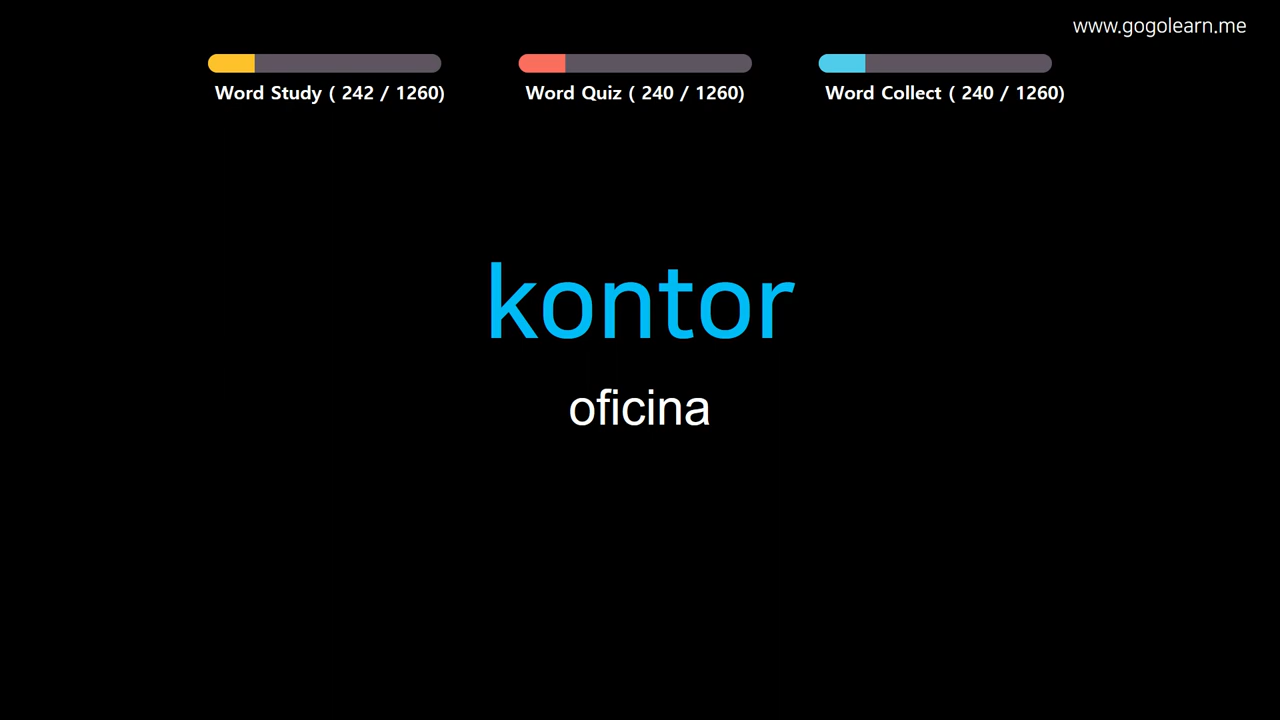 www.gogolearn.me
Word Study ( 242 / 1260)
Word Quiz ( 240 / 1260)
Word Collect ( 240 / 1260)
kontor
oficina